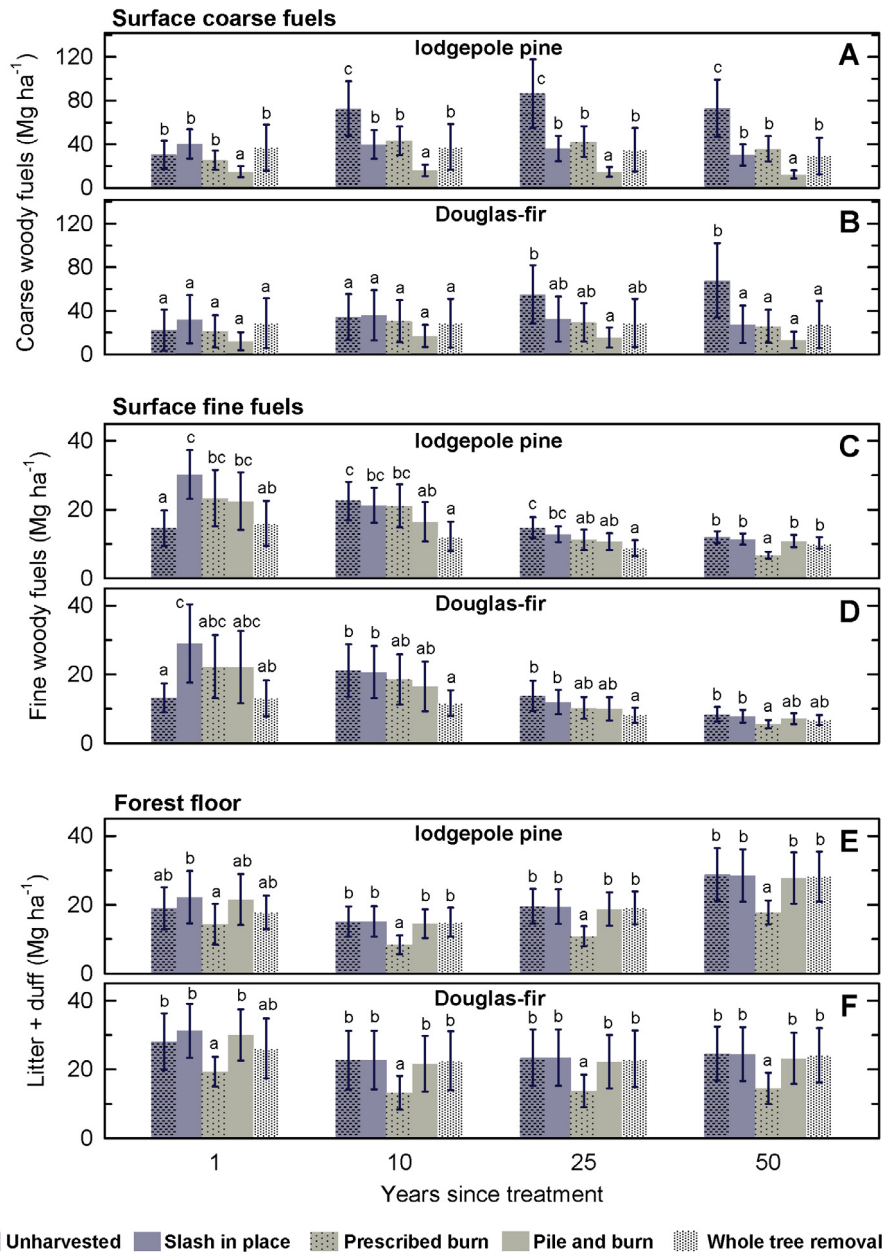 Surface coarse fuels
lodgepole pine
A
120
80
40
0
b b b a b
c b b a b
c b b a b
c b b a b
Douglas-fir
B
120
80
40
0
a a a a a
a a a a a
b ab ab a ab
b a a a a
Coarse woody fuels (Mg ha-1)
Surface fine fuels
lodgepole pine
C
40
20
0
a c bc bc ab
c bc bc ab a
c bc ab ab a
b b a b b
Douglas-fir
D
40
20
0
a c abc abc ab
b b ab ab a
b b ab ab a
b b a ab ab
Fine woody fuels (Mg ha-1)
Forest floor
lodgepole pine
E
40
20
0
ab b a ab ab
b b a b b
b b a b b
b b a b b
Douglas-fir
F
40
20
0
b b a b ab
b b a b b
b b a b b
b b a b b
Litter + duff (Mg ha-1)
1 10 25 50
Years since treatment
Unharvested Slash in place Prescribed burn Pile and burn Whole tree removal